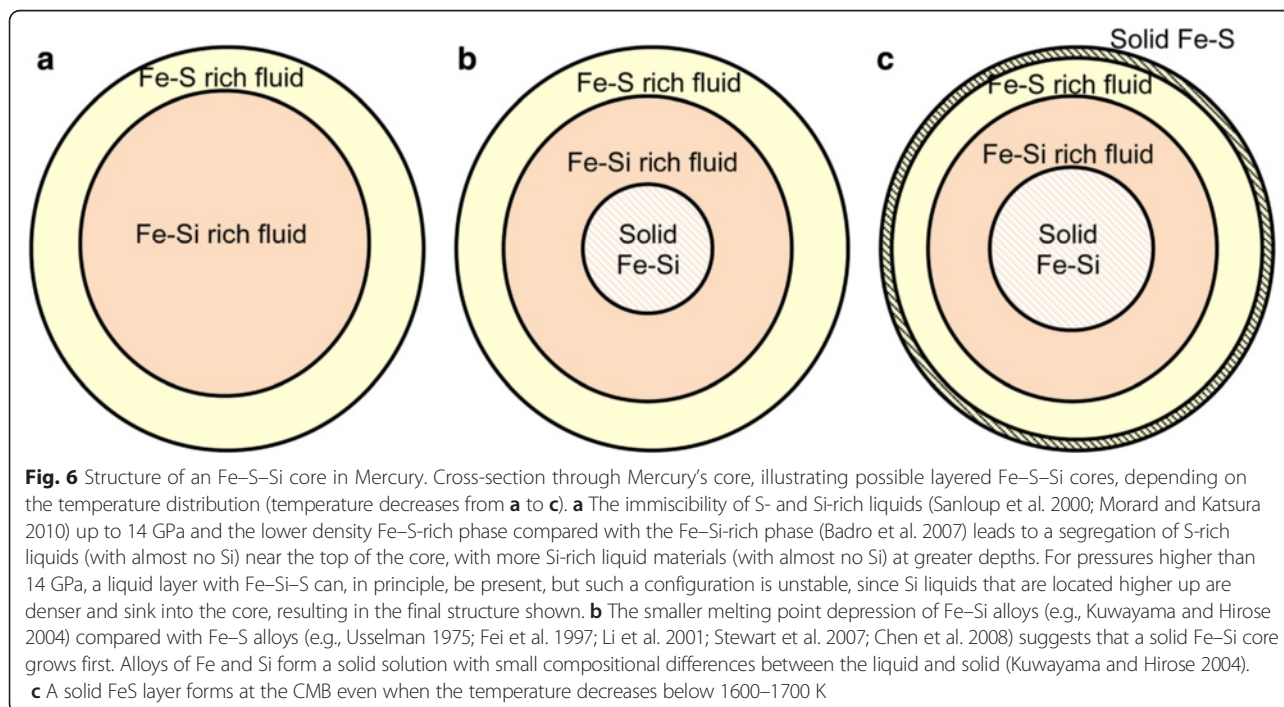 a
Fe-S rich fluid
Fe-Si rich fluid
b
Fe-S rich fluid
Fe-Si rich fluid
Solid
Fe-Si
c
Solid Fe-S
Fe-S rich fluid
Fe-Si rich fluid
Solid
Fe-Si
Fig. 6 Structure of an Fe–S–Si core in Mercury. Cross-section through Mercury's core, illustrating possible layered Fe–S–Si cores, depending on
the temperature distribution (temperature decreases from a to c). a The immiscibility of S- and Si-rich liquids (Sanloup et al. 2000; Morard and Katsura
2010) up to 14 GPa and the lower density Fe–S-rich phase compared with the Fe–Si-rich phase (Badro et al. 2007) leads to a segregation of S-rich
liquids (with almost no Si) near the top of the core, with more Si-rich liquid materials (with almost no Si) at greater depths. For pressures higher than
14 GPa, a liquid layer with Fe–Si–S can, in principle, be present, but such a configuration is unstable, since Si liquids that are located higher up are
denser and sink into the core, resulting in the final structure shown. b The smaller melting point depression of Fe–Si alloys (e.g., Kuwayama and Hirose
2004) compared with Fe–S alloys (e.g., Usselman 1975; Fei et al. 1997; Li et al. 2001; Stewart et al. 2007; Chen et al. 2008) suggests that a solid Fe–Si core
grows first. Alloys of Fe and Si form a solid solution with small compositional differences between the liquid and solid (Kuwayama and Hirose 2004).
c A solid FeS layer forms at the CMB even when the temperature decreases below 1600–1700 K